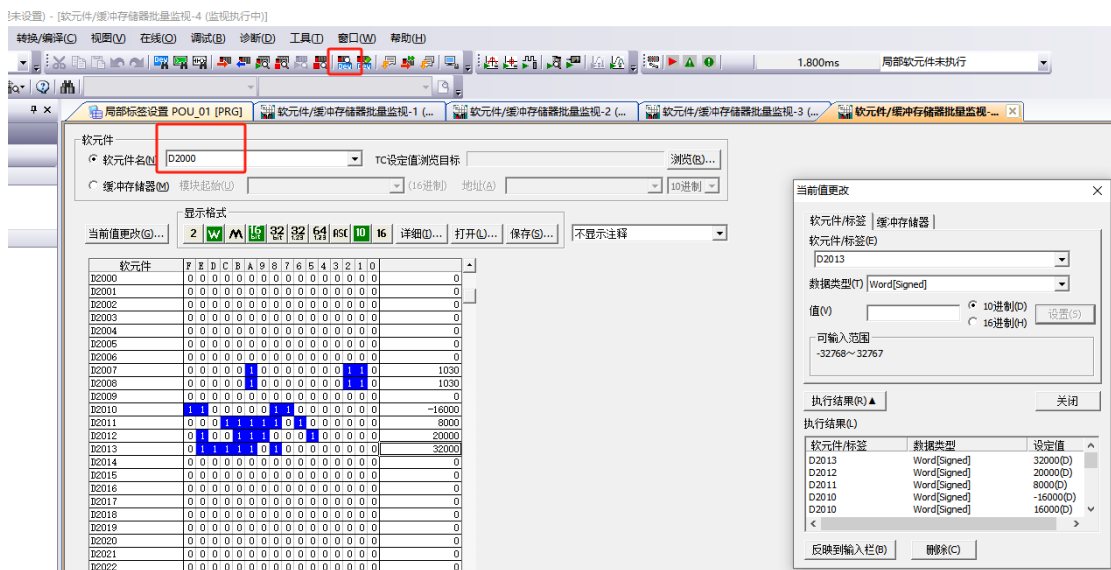 未设置) - [软元件/缓冲存储器批量监视-4 (监视执行中)]
转换/编译(C) 视图(V) 在线(O) 调试(B) 诊断(D) 工具(T) 窗口(W) 帮助(H)
1.800ms 局部软元件未执行
局部标签设置 POU_01 [PRG] 软元件/缓冲存储器批量监视-1 (... 软元件/缓冲存储器批量监视-2 (... 软元件/缓冲存储器批量监视-3 (... 软元件/缓冲存储器批量监视-...
软元件
软元件名(N) D2000 TC设定值浏览目标 浏览(R)...
缓冲存储器(M) 模块起始(U) (16进制) 地址(A) 10进制
显示格式
当前值更改(G)... 2 W M 16bit 32bit 32 1.23 64 1.23 ASC 10 16 详细(I)... 打开(L)... 保存(S)... 不显示注释
软元件 F E D C B A 9 8 7 6 5 4 3 2 1 0
D2000 0 0 0 0 0 0 0 0 0 0 0 0 0 0 0 0 0
D2001 0 0 0 0 0 0 0 0 0 0 0 0 0 0 0 0 0
D2002 0 0 0 0 0 0 0 0 0 0 0 0 0 0 0 0 0
D2003 0 0 0 0 0 0 0 0 0 0 0 0 0 0 0 0 0
D2004 0 0 0 0 0 0 0 0 0 0 0 0 0 0 0 0 0
D2005 0 0 0 0 0 0 0 0 0 0 0 0 0 0 0 0 0
D2006 0 0 0 0 0 0 0 0 0 0 0 0 0 0 0 0 0
D2007 0 0 0 0 0 1 0 0 0 0 0 0 0 1 1 0 1030
D2008 0 0 0 0 0 1 0 0 0 0 0 0 0 1 1 0 1030
D2009 0 0 0 0 0 0 0 0 0 0 0 0 0 0 0 0 0
D2010 1 1 0 0 0 0 0 1 1 0 0 0 0 0 0 0 -16000
D2011 0 0 0 1 1 1 1 1 0 1 0 0 0 0 0 0 8000
D2012 0 1 0 0 1 1 1 0 0 0 1 0 0 0 0 0 20000
D2013 0 1 1 1 1 1 0 1 0 0 0 0 0 0 0 0 32000
D2014 0 0 0 0 0 0 0 0 0 0 0 0 0 0 0 0 0
D2015 0 0 0 0 0 0 0 0 0 0 0 0 0 0 0 0 0
D2016 0 0 0 0 0 0 0 0 0 0 0 0 0 0 0 0 0
D2017 0 0 0 0 0 0 0 0 0 0 0 0 0 0 0 0 0
D2018 0 0 0 0 0 0 0 0 0 0 0 0 0 0 0 0 0
D2019 0 0 0 0 0 0 0 0 0 0 0 0 0 0 0 0 0
D2020 0 0 0 0 0 0 0 0 0 0 0 0 0 0 0 0 0
D2021 0 0 0 0 0 0 0 0 0 0 0 0 0 0 0 0 0
D2022 0 0 0 0 0 0 0 0 0 0 0 0 0 0 0 0 0
当前值更改
软元件/标签 缓冲存储器
软元件/标签(E)
D2013
数据类型(T) Word[Signed]
值(V) 10进制(D) 设置(S)
16进制(H)
可输入范围
-32768～32767
执行结果(R)▲ 关闭
执行结果(L)
软元件/标签 数据类型 设定值
D2013 Word[Signed] 32000(D)
D2012 Word[Signed] 20000(D)
D2011 Word[Signed] 8000(D)
D2010 Word[Signed] -16000(D)
D2010 Word[Signed] 16000(D)
反映到输入栏(B) 删除(C)